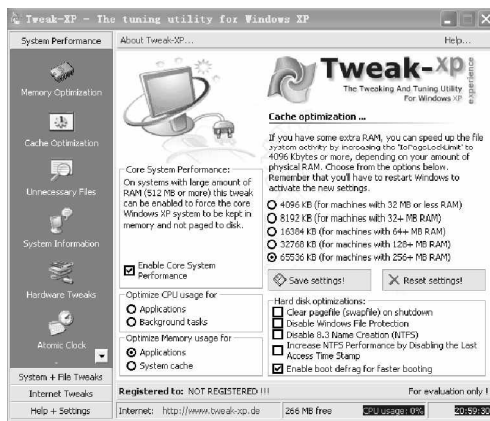 Tweak-XP - The tuning utility for Windows XP
System Performance
About Tweak-XP...
Help...
Memory Optimization
Cache Optimization
Unnecessary Files
System Information
Hardware Tweaks
Atomic Clock
System + File Tweaks
Internet Tweaks
Help + Settings
Tweak-xp
experience
The Tweaking And Tuning Utility
For Windows XP
Cache optimization ...
If you have some extra RAM, you can speed up the file
system activity by increasing the "IoPageLockLimit" to
4096 Kbytes or more, depending on your amount of
physical RAM. Choose from the options below.
Remember that you'll have to restart Windows to
activate the new settings.
4096 KB (for machines with 32 MB or less RAM)
8192 KB (for machines with 32+ MB RAM)
16384 KB (for machines with 64+ MB RAM)
32768 KB (for machines with 128+ MB RAM)
65536 KB (for machines with 256+ MB RAM)
Save settings!
Reset settings!
Core System Performance:
On systems with large amount of
RAM (512 MB or more) this tweak
can be enabled to force the core
Windows XP system to be kept in
memory and not paged to disk.
Enable Core System
Performance
Optimize CPU usage for
Applications
Background tasks
Optimize Memory usage for
Applications
System cache
Hard disk optimizations:
Clear pagefile (swapfile) on shutdown
Disable Windows File Protection
Disable 8.3 Name Creation (NTFS)
Increase NTFS Performance by Disabling the Last
Access Time Stamp
Enable boot defrag for faster booting
Registered to: NOT REGISTERED !!!
For evaluation only !
Internet: http://www.tweak-xp.de
266 MB free
CPU usage: 0%
20:59:30